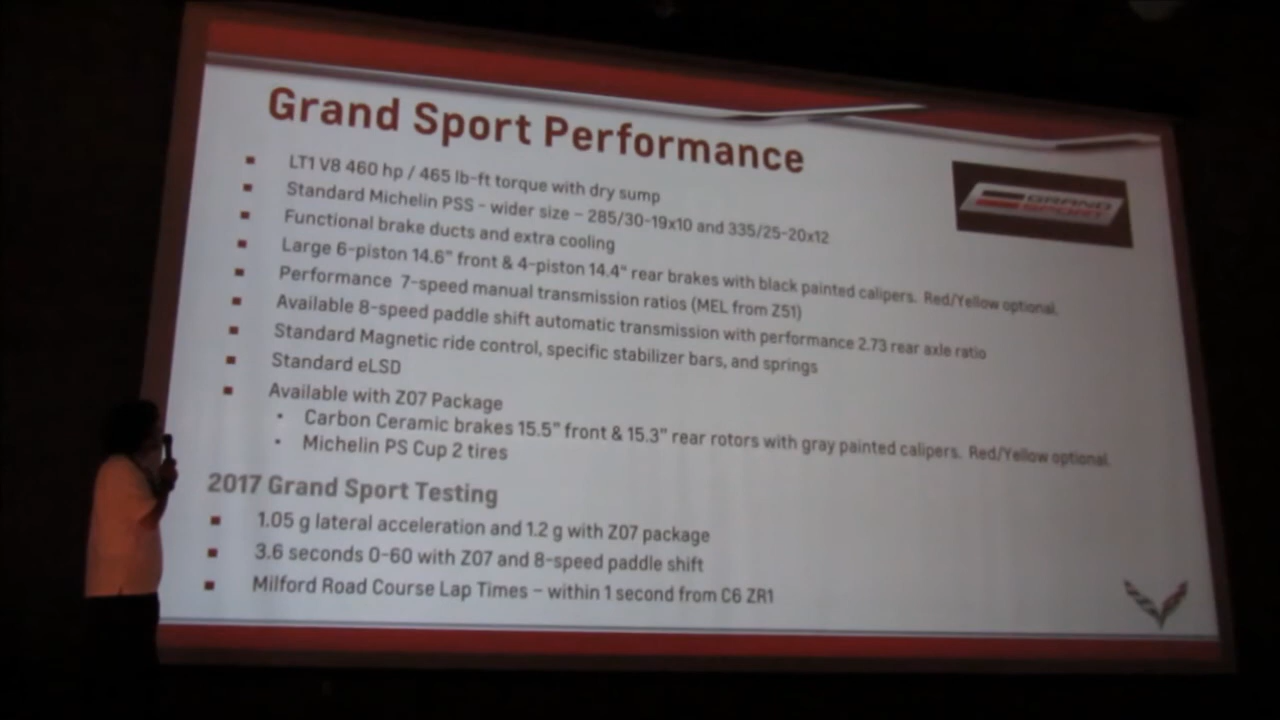 Grand Sport Performance
LT1 V8 460 hp / 465 lb-ft torque with dry sump
Standard Michelin PSS - wider size - 285/30-19x10 and 335/25-20x12
Functional brake ducts and extra cooling
Large 6-piston 14.6" front & 4-piston 14.4" rear brakes with black painted calipers. Red/Yellow optional.
Performance 7-speed manual transmission ratios (MEL from Z51)
Available 8-speed paddle shift automatic transmission with performance 2.73 rear axle ratio
Standard Magnetic ride control, specific stabilizer bars, and springs
Standard eLSD
Available with Z07 Package
Carbon Ceramic brakes 15.5" front & 15.3" rear rotors with gray painted calipers. Red/Yellow optional.
Michelin PS Cup 2 tires
2017 Grand Sport Testing
1.05 g lateral acceleration and 1.2 g with Z07 package
3.6 seconds 0-60 with Z07 and 8-speed paddle shift
Milford Road Course Lap Times - within 1 second from C6 ZR1
GRAND
SPORT